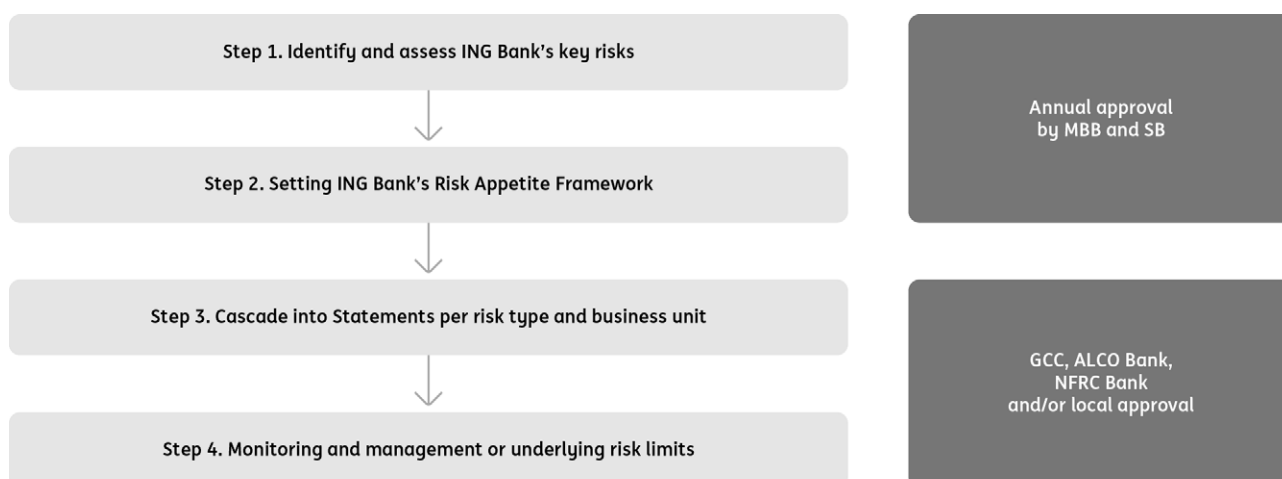 Step 1. Identify and assess ING Bank's key risks
Annual approval
by MBB and SB
Step 2. Setting ING Bank's Risk Appetite Framework
Step 3. Cascade into Statements per risk type and business unit
GCC, ALCO Bank,
NFRC Bank
and/or local approval
Step 4. Monitoring and management or underlying risk limits